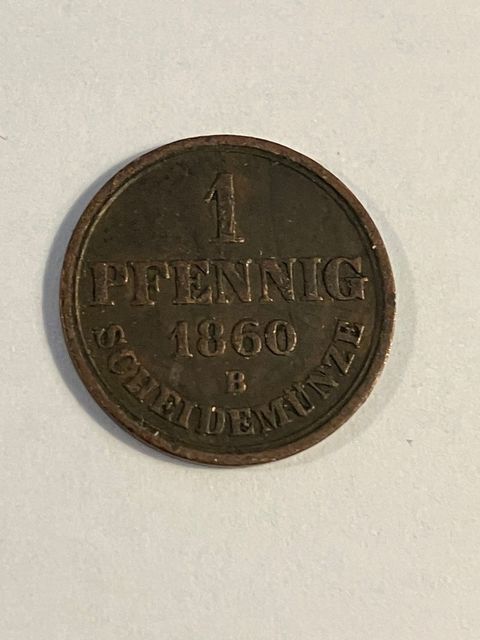 1
PFENNIG
1860
B
SCHEIDEMÜNZE